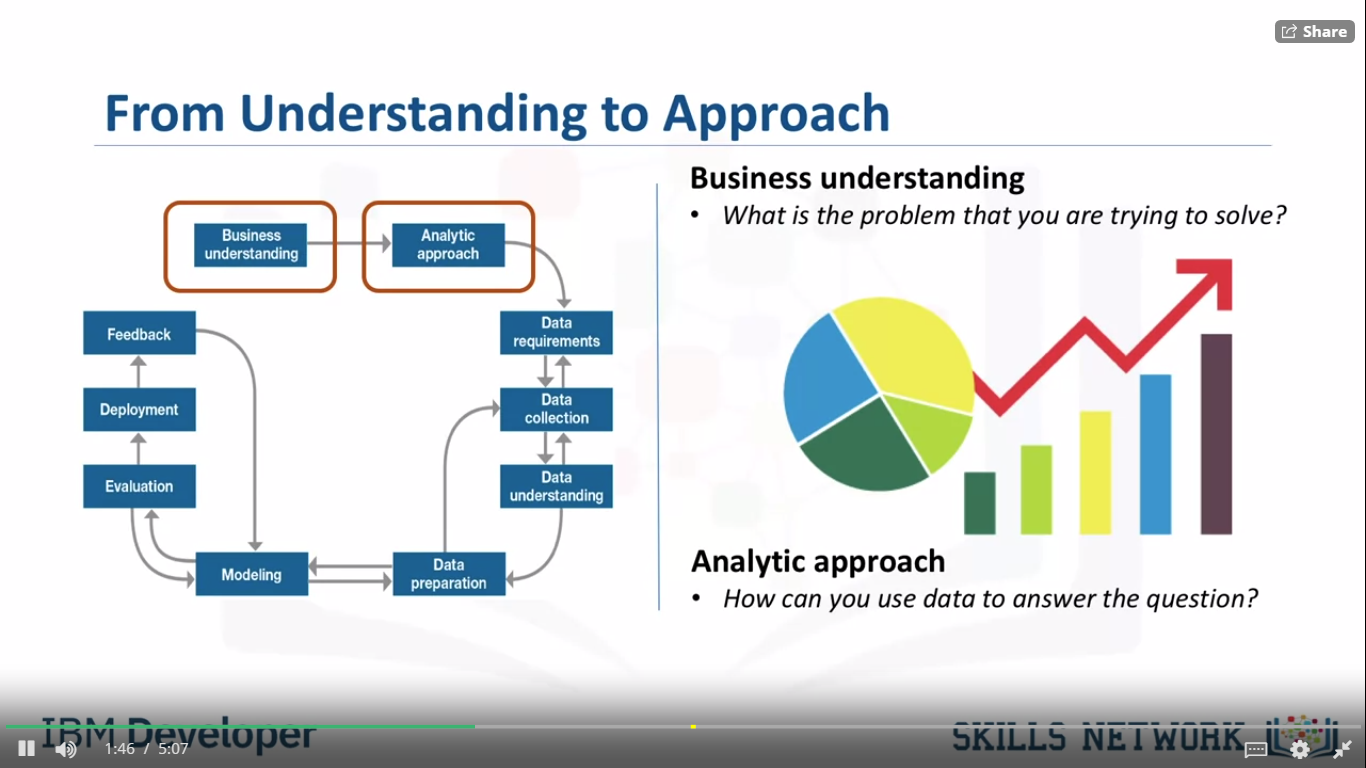 Share
From Understanding to Approach
Business
understanding
Analytic
approach
Feedback
Data
requirements
Deployment
Data
collection
Evaluation
Data
understanding
Modeling
Data
preparation
Business understanding
• What is the problem that you are trying to solve?
Analytic approach
• How can you use data to answer the question?
IBM Developer
SKILLS NETWORK
1:46 / 5:07